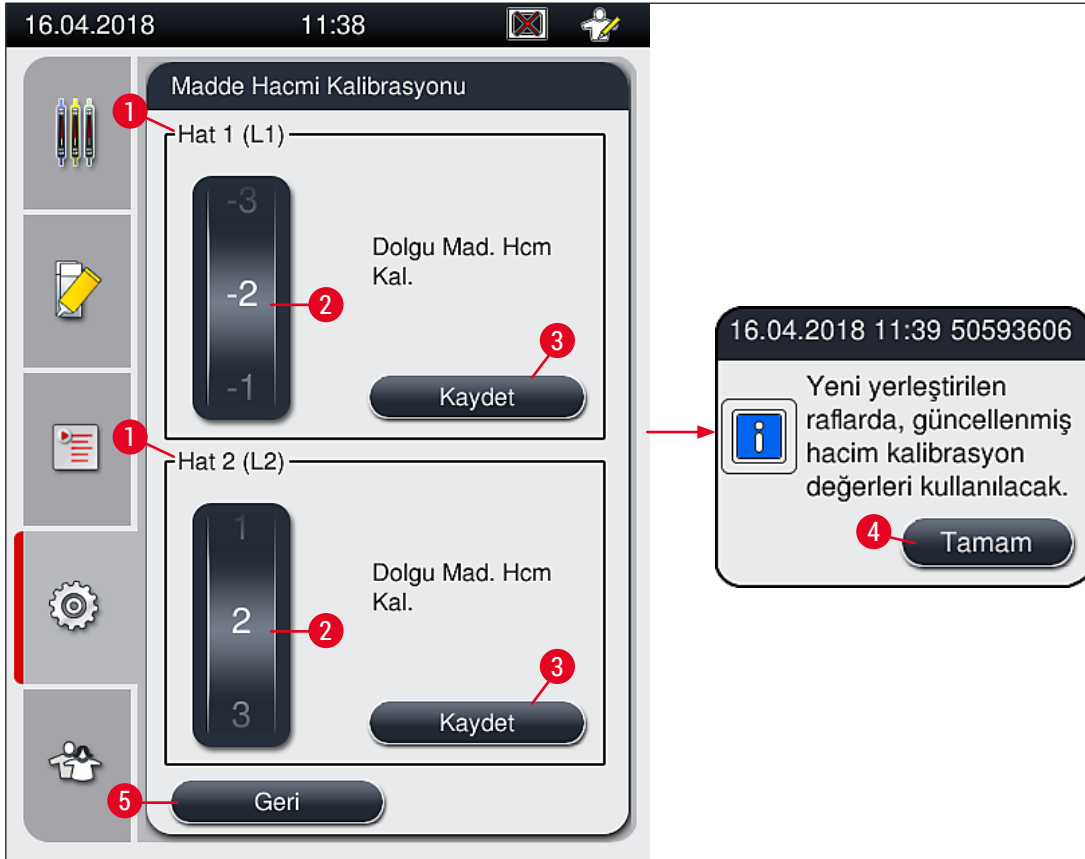 16.04.2018 11:38
Madde Hacmi Kalibrasyonu
1
Hat 1 (L1)
-3
-2
-1
2
Dolgu Mad. Hcm
Kal.
3
Kaydet
1
Hat 2 (L2)
1
2
3
2
Dolgu Mad. Hcm
Kal.
3
Kaydet
5
Geri
16.04.2018 11:39 50593606
Yeni yerleştirilen
raflarda, güncellenmiş
hacim kalibrasyon
değerleri kullanılacak.
4
Tamam